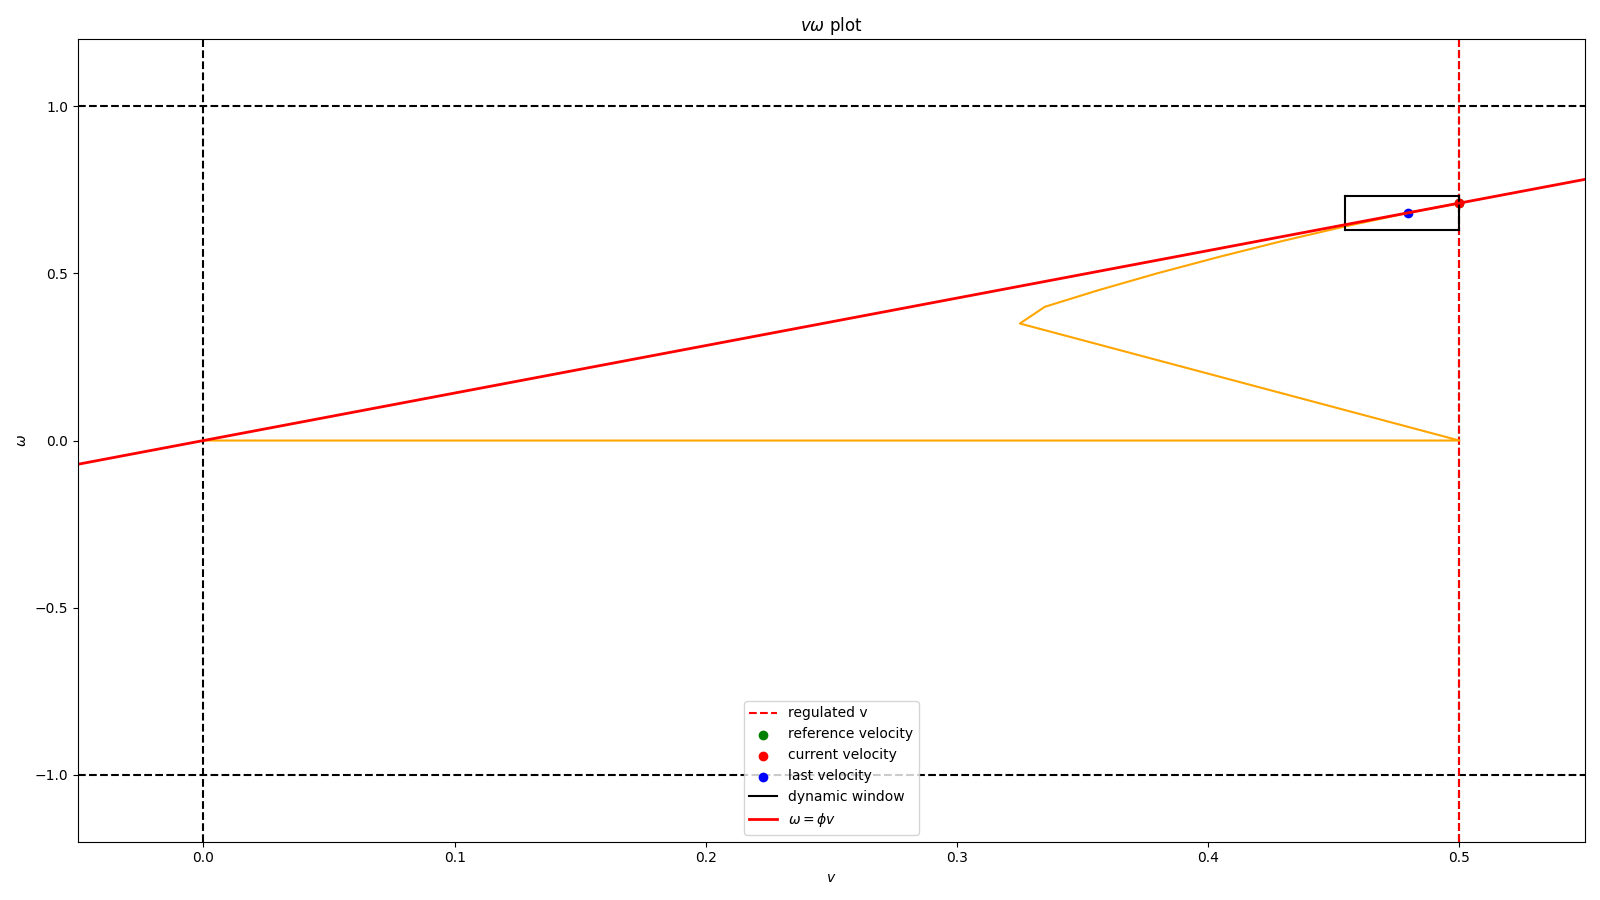 vω plot
1.0
0.5
0.0
−0.5
−1.0
ω
regulated v
reference velocity
current velocity
last velocity
dynamic window
ω = ϕv
0.0 0.1 0.2 0.3 0.4 0.5
v